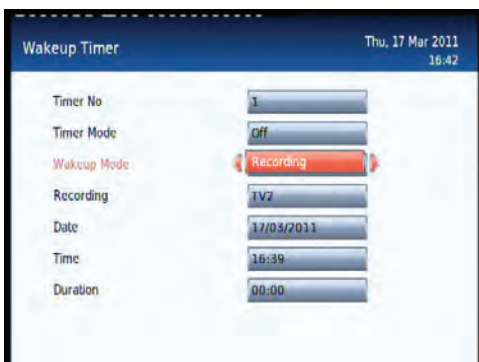 Wakeup Timer
Thu, 17 Mar 2011
16:42
Timer No 1
Timer Mode Off
Wakeup Mode Recording
Recording TV2
Date 17/03/2011
Time 16:39
Duration 00:00